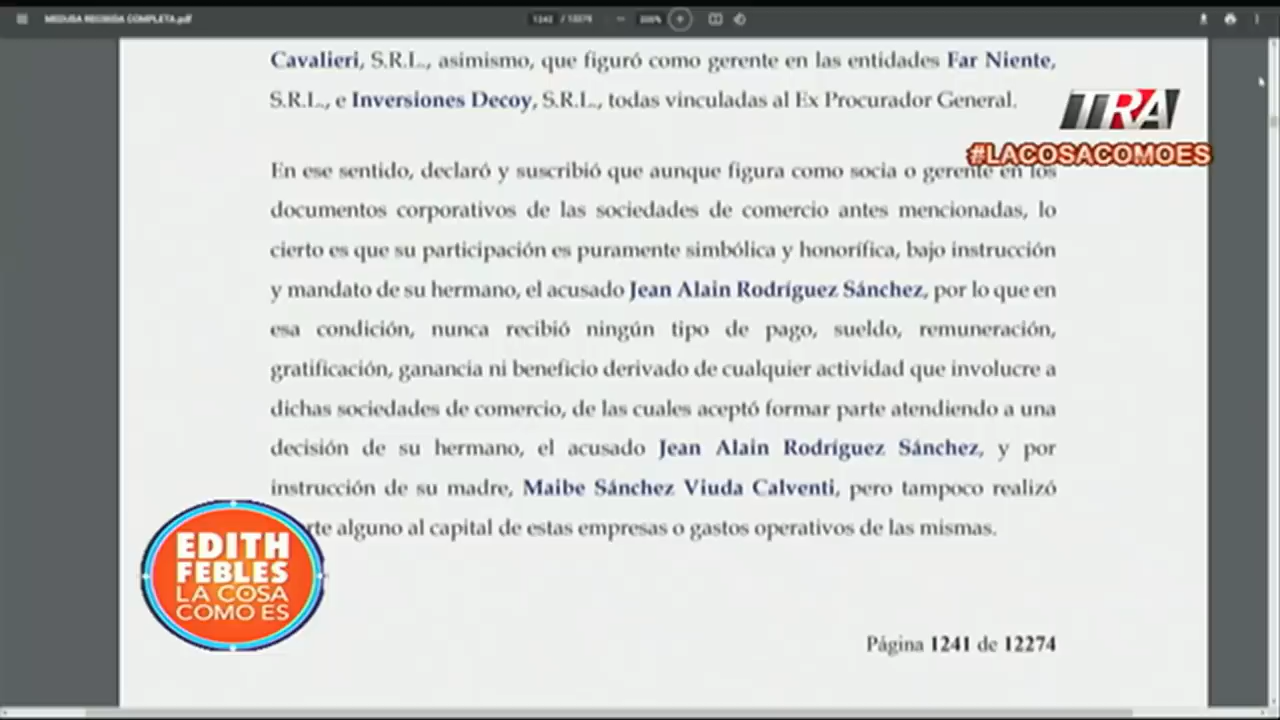 MEDUSA RECIBIDA COMPLETA.pdf
1242 / 12276
Cavalieri, S.R.L., asimismo, que figuró como gerente en las entidades Far Niente,
S.R.L., e Inversiones Decoy, S.R.L., todas vinculadas al Ex Procurador General.
TRA
#LACOSACOMOES
En ese sentido, declaró y suscribió que aunque figura como socia o gerente en los
documentos corporativos de las sociedades de comercio antes mencionadas, lo
cierto es que su participación es puramente simbólica y honorífica, bajo instrucción
y mandato de su hermano, el acusado Jean Alain Rodríguez Sánchez, por lo que en
esa condición, nunca recibió ningún tipo de pago, sueldo, remuneración,
gratificación, ganancia ni beneficio derivado de cualquier actividad que involucre a
dichas sociedades de comercio, de las cuales aceptó formar parte atendiendo a una
decisión de su hermano, el acusado Jean Alain Rodríguez Sánchez, y por
instrucción de su madre, Maibe Sánchez Viuda Calventi, pero tampoco realizó
alguno al capital de estas empresas o gastos operativos de las mismas.
EDITH
FEBLES
LA COSA
COMO ES
Página 1241 de 12274